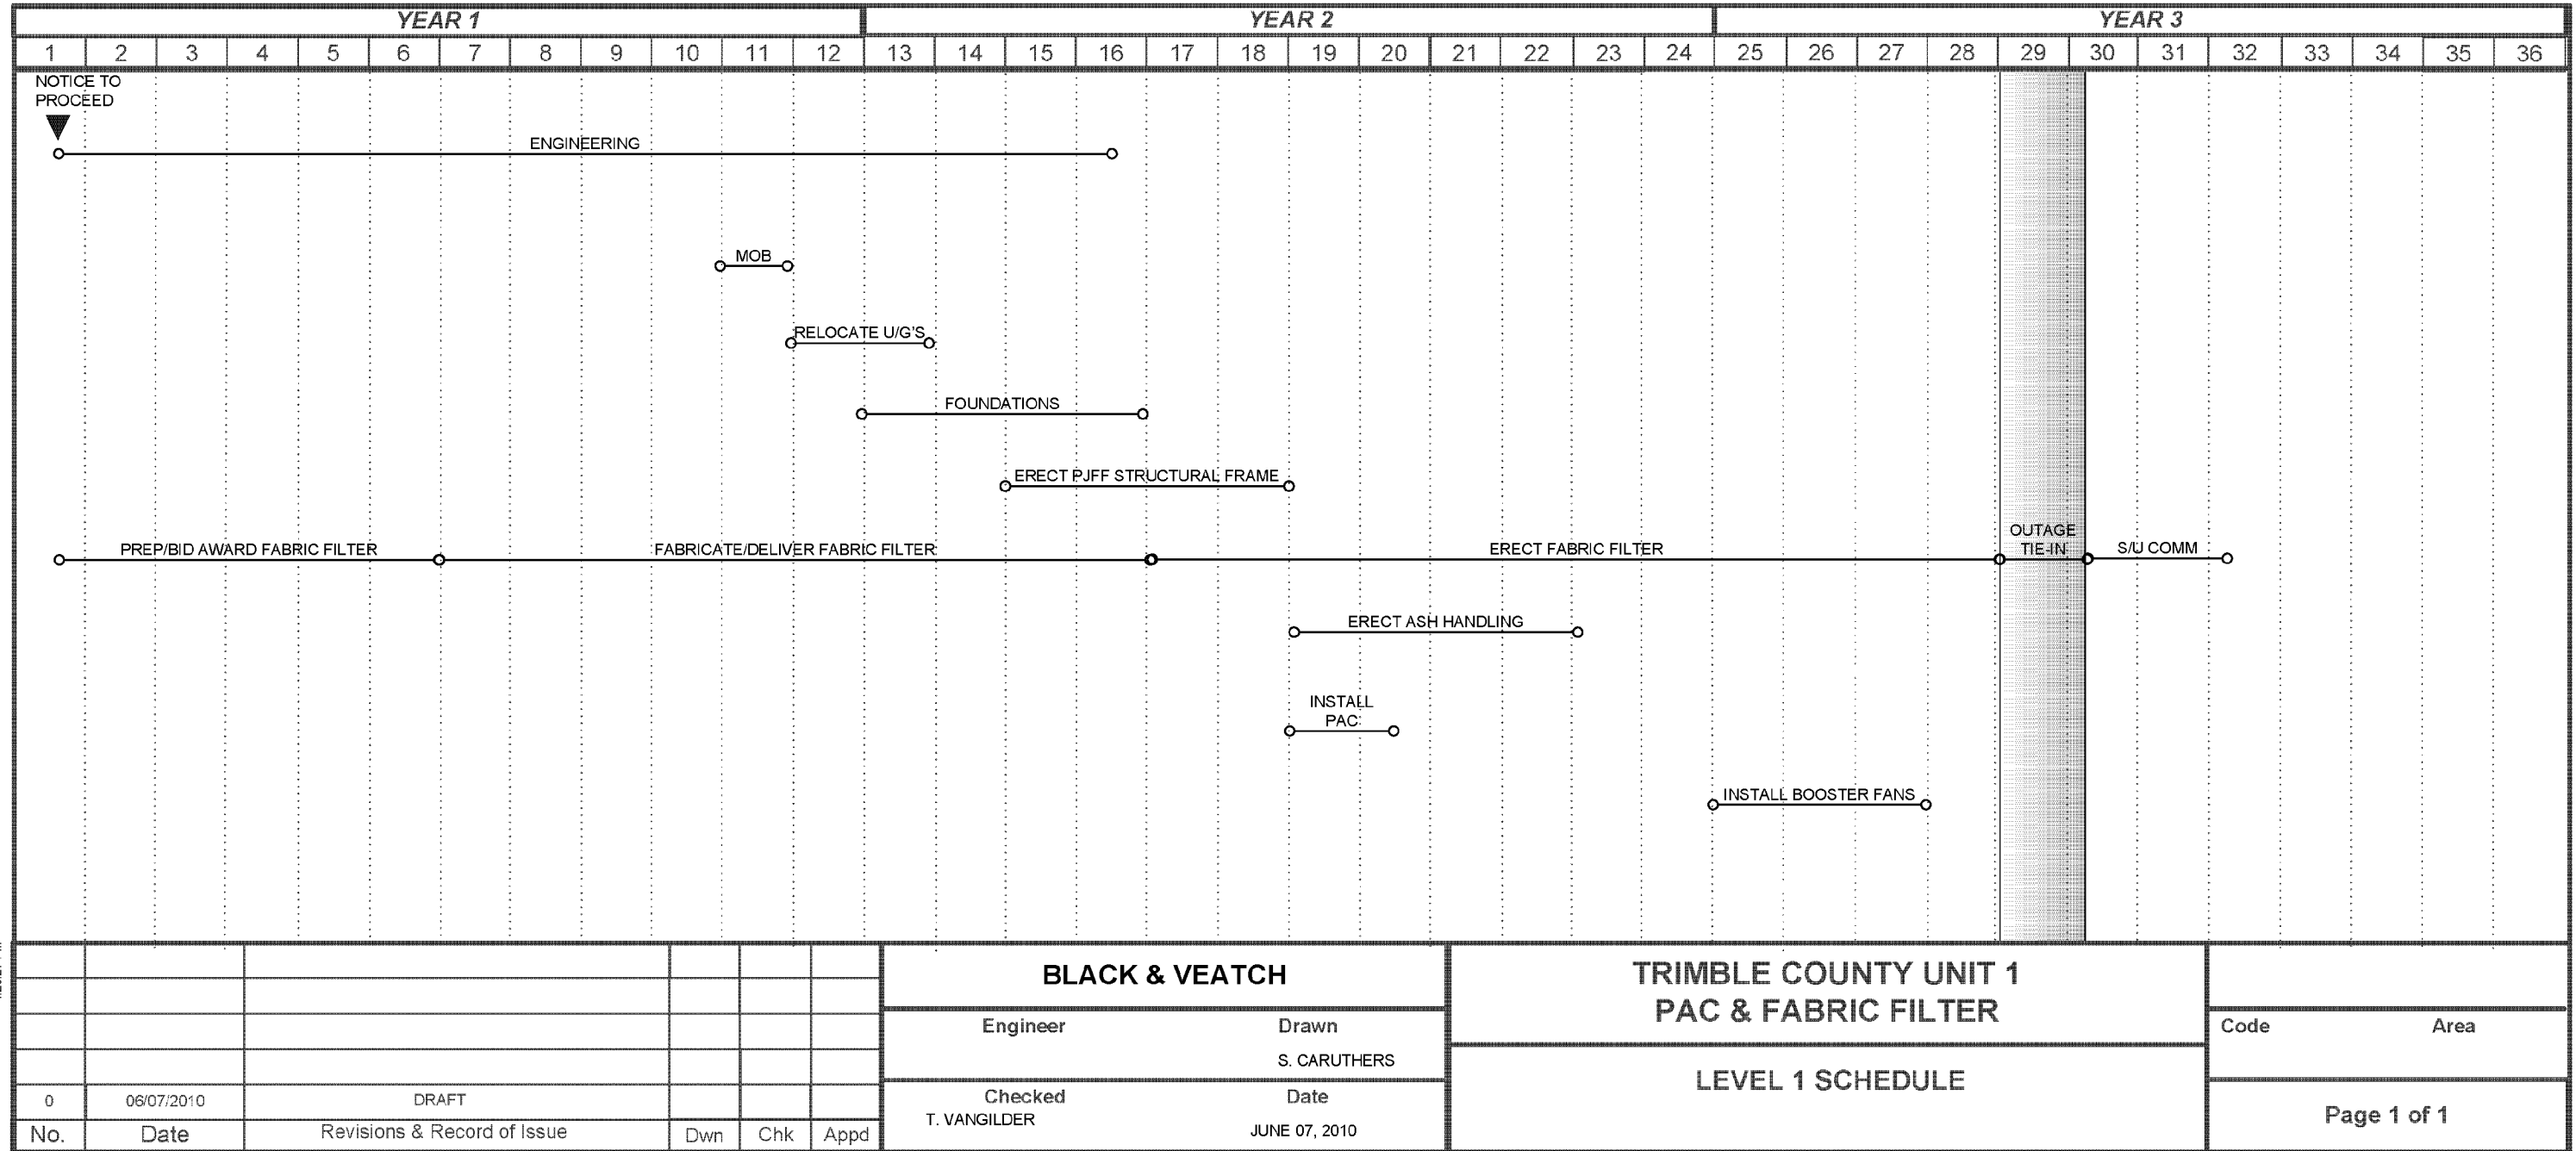 YEAR 1 YEAR 2 YEAR 3
1 2 3 4 5 6 7 8 9 10 11 12 13 14 15 16 17 18 19 20 21 22 23 24 25 26 27 28 29 30 31 32 33 34 35 36
NOTICE TO
PROCEED
ENGINEERING
MOB
RELOCATE U/G'S
FOUNDATIONS
ERECT PJFF STRUCTURAL FRAME
PREP/BID AWARD FABRIC FILTER
FABRICATE/DELIVER FABRIC FILTER
ERECT FABRIC FILTER
OUTAGE
TIE-IN
S/U COMM
ERECT ASH HANDLING
INSTALL
PAC
INSTALL BOOSTER FANS
0 06/07/2010 DRAFT
No. Date Revisions & Record of Issue Dwn Chk Appd
BLACK & VEATCH
Engineer Drawn
S. CARUTHERS
Checked Date
T. VANGILDER
JUNE 07, 2010
TRIMBLE COUNTY UNIT 1
PAC & FABRIC FILTER
LEVEL 1 SCHEDULE
Code Area
Page 1 of 1